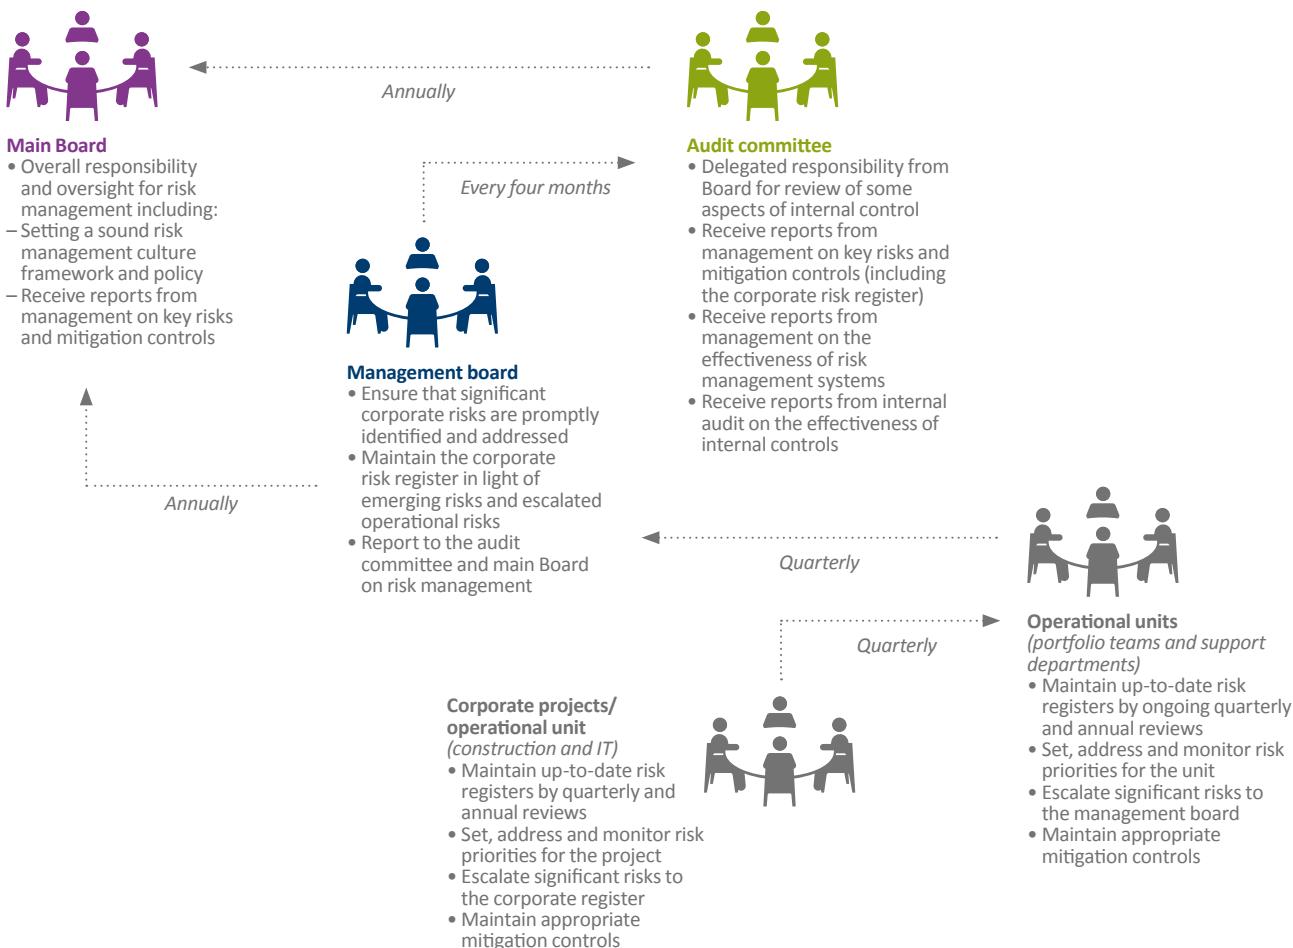 Annually
Main Board
• Overall responsibility
and oversight for risk
management including:
– Setting a sound risk
management culture
framework and policy
– Receive reports from
management on key risks
and mitigation controls
Every four months
Audit committee
• Delegated responsibility from
Board for review of some
aspects of internal control
• Receive reports from
management on key risks and
mitigation controls (including
the corporate risk register)
• Receive reports from
management on the
effectiveness of risk
management systems
• Receive reports from internal
audit on the effectiveness of
internal controls
Management board
• Ensure that significant
corporate risks are promptly
identified and addressed
• Maintain the corporate
risk register in light of
emerging risks and escalated
operational risks
• Report to the audit
committee and main Board
on risk management
Annually
Quarterly
Operational units
(portfolio teams and support
departments)
• Maintain up-to-date risk
registers by ongoing quarterly
and annual reviews
• Set, address and monitor risk
priorities for the unit
• Escalate significant risks to
the management board
• Maintain appropriate
mitigation controls
Quarterly
Corporate projects/
operational unit
(construction and IT)
• Maintain up-to-date risk
registers by quarterly and
annual reviews
• Set, address and monitor risk
priorities for the project
• Escalate significant risks to
the corporate register
• Maintain appropriate
mitigation controls